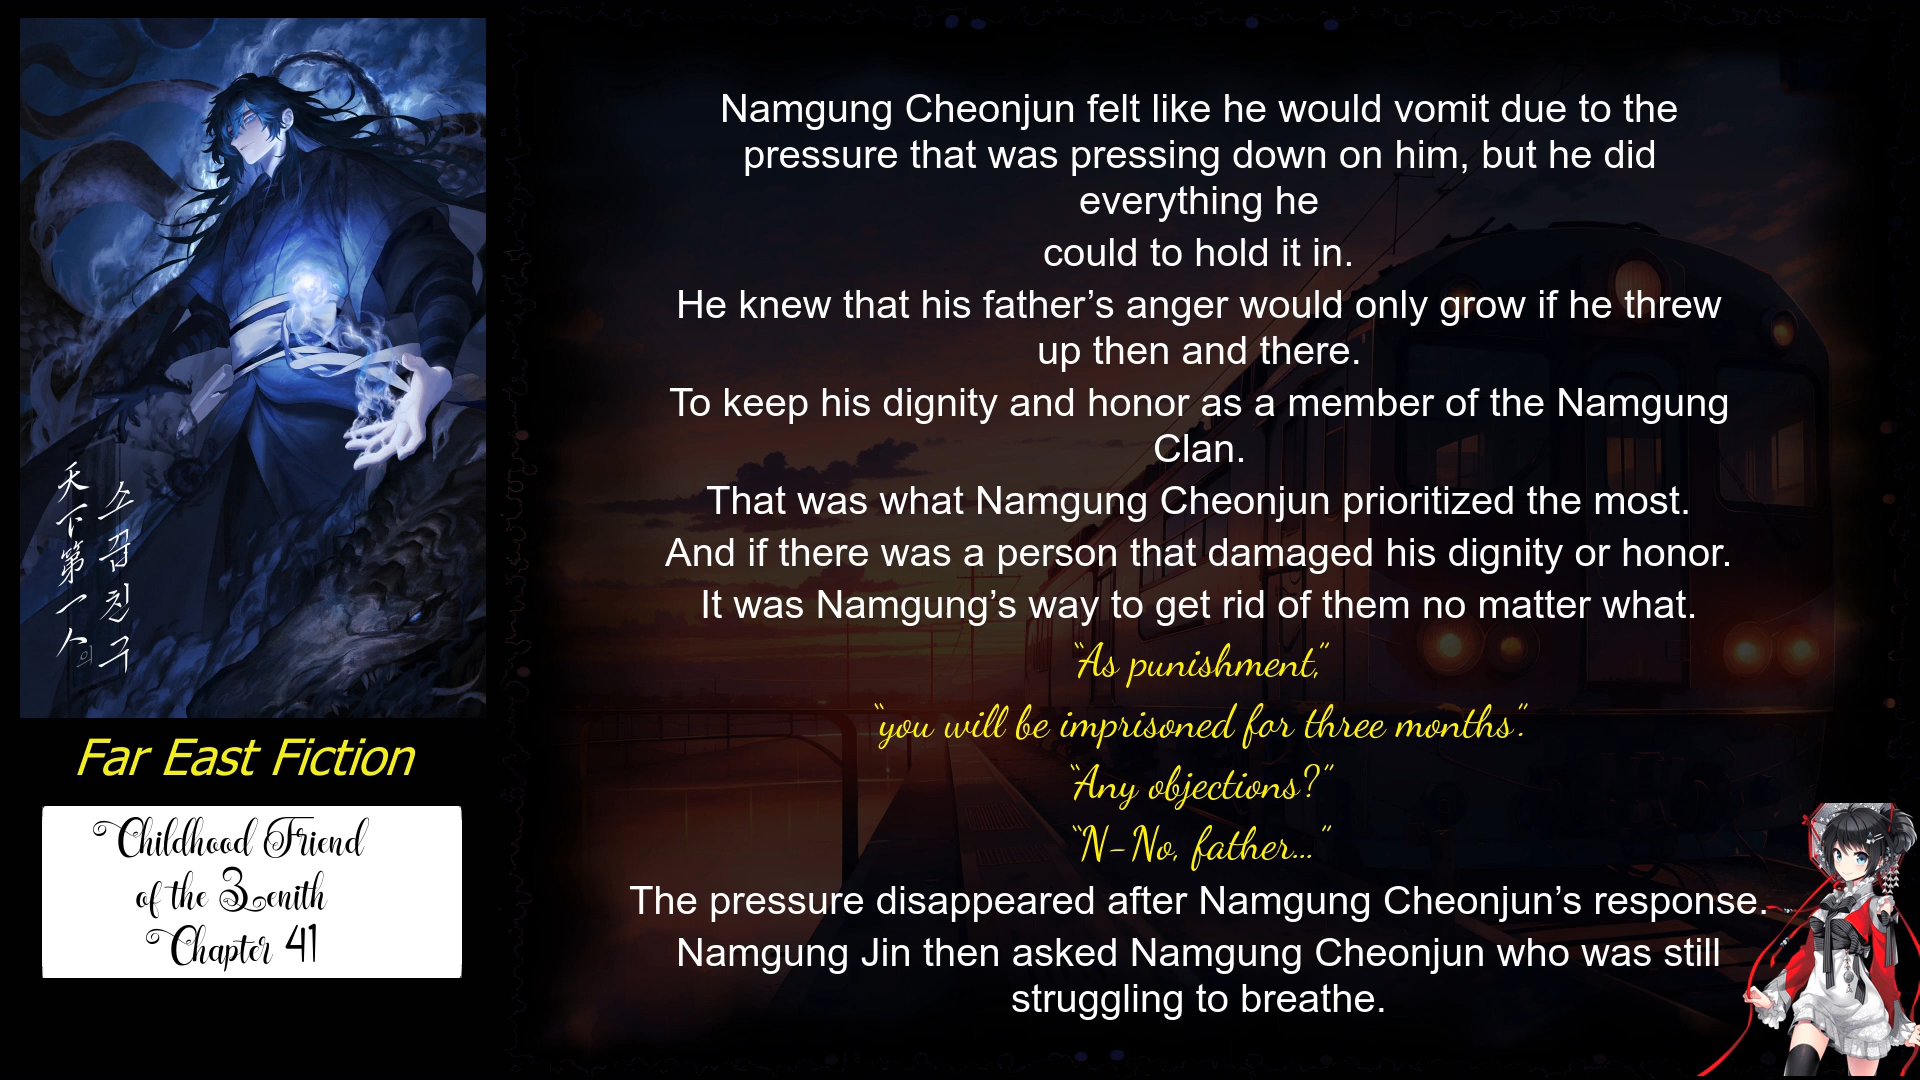 天下第一人의
소꿉친구
Far East Fiction
Childhood Friend
of the Zenith
Chapter 41
Namgung Cheonjun felt like he would vomit due to the
pressure that was pressing down on him, but he did
everything he
could to hold it in.
He knew that his father’s anger would only grow if he threw
up then and there.
To keep his dignity and honor as a member of the Namgung
Clan.
That was what Namgung Cheonjun prioritized the most.
And if there was a person that damaged his dignity or honor.
It was Namgung’s way to get rid of them no matter what.
“As punishment,”
“you will be imprisoned for three months.”
“Any objections?”
“N-No, father…”
The pressure disappeared after Namgung Cheonjun’s response.
Namgung Jin then asked Namgung Cheonjun who was still
struggling to breathe.